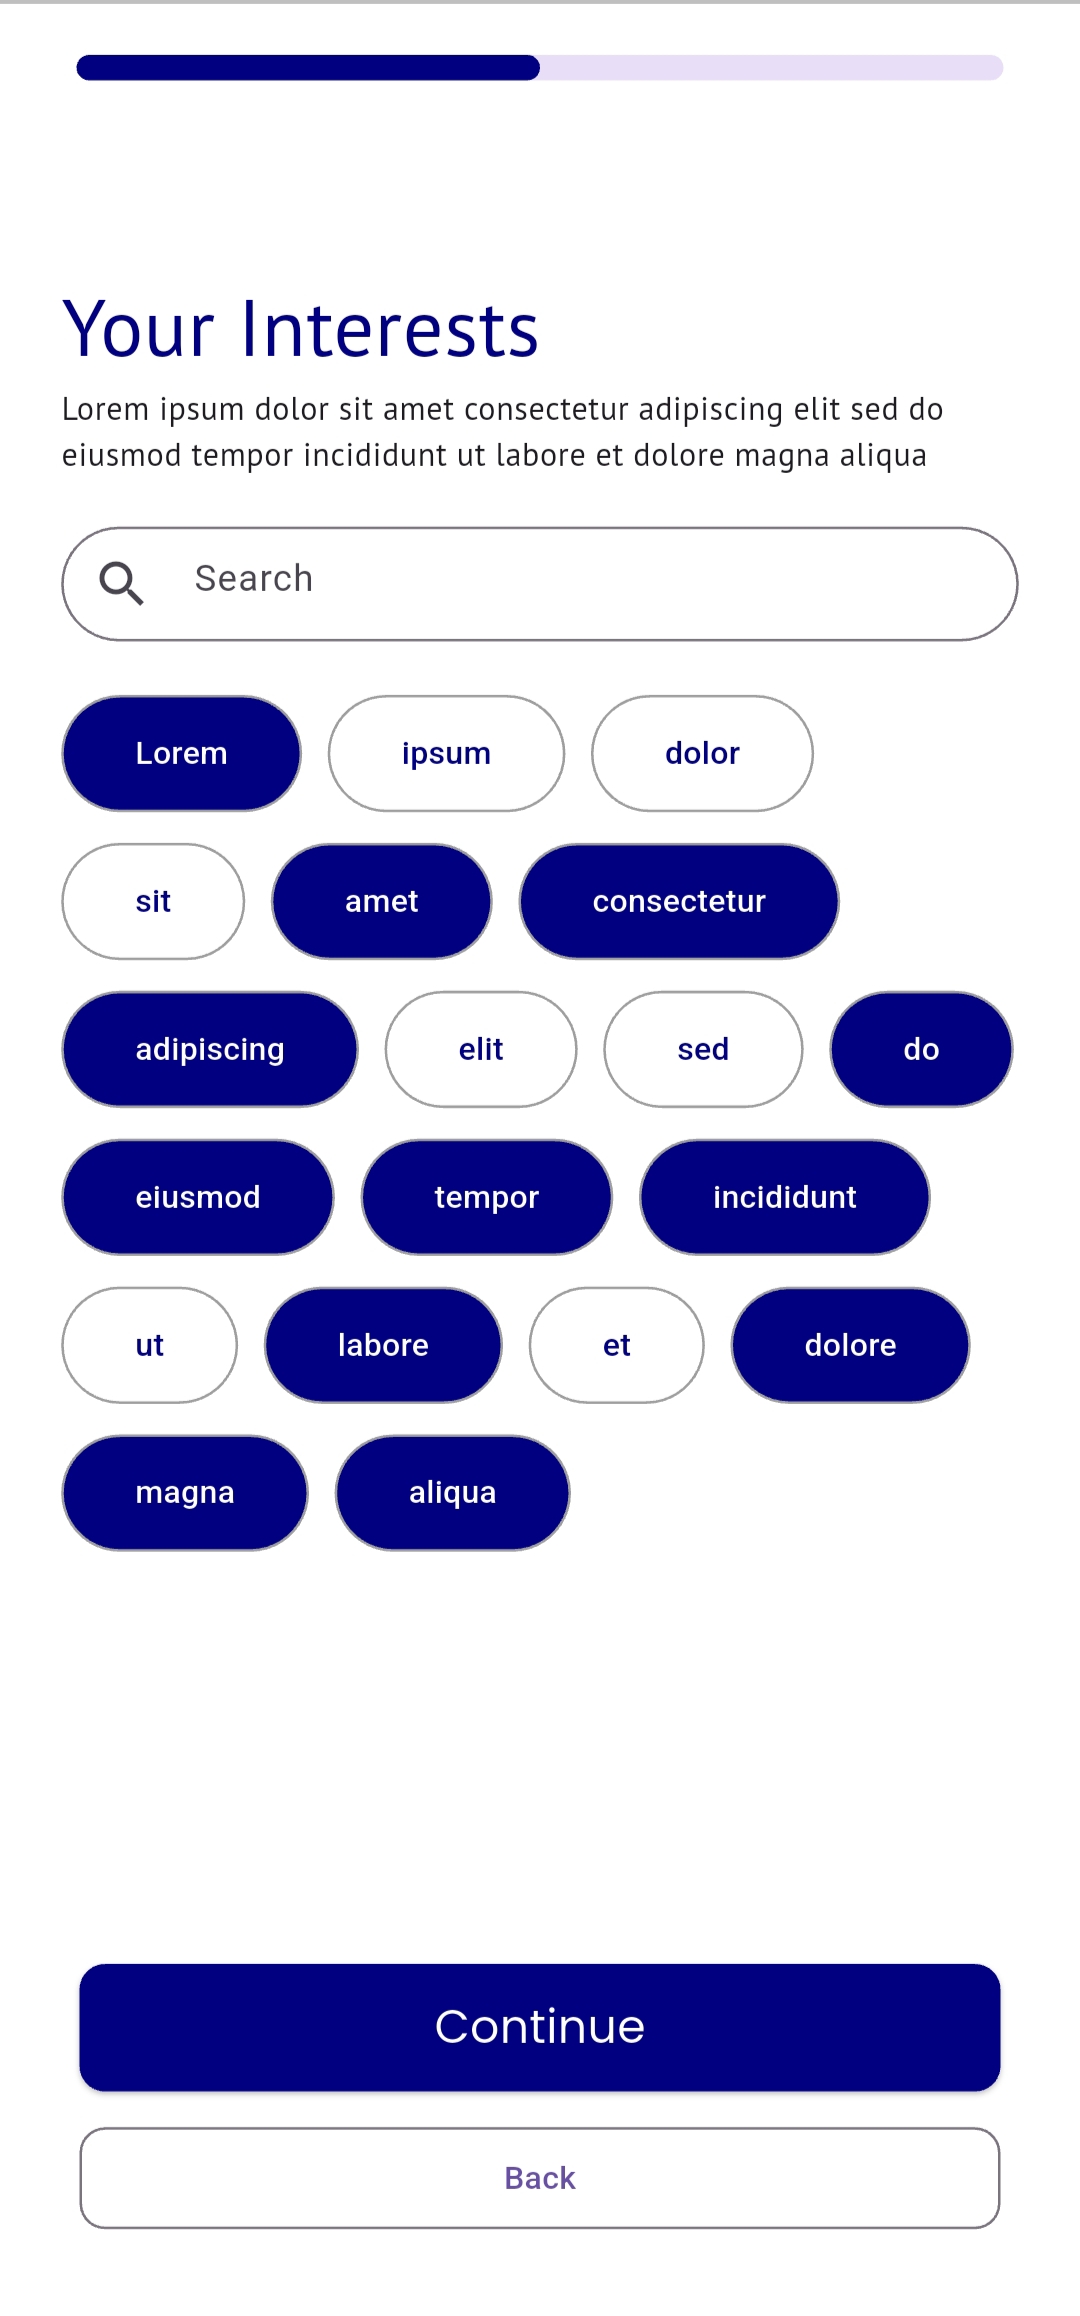 Your Interests
Lorem ipsum dolor sit amet consectetur adipiscing elit sed do
eiusmod tempor incididunt ut labore et dolore magna aliqua
Search
Lorem ipsum dolor
sit amet consectetur
adipiscing elit sed do
eiusmod tempor incididunt
ut labore et dolore
magna aliqua
Continue
Back